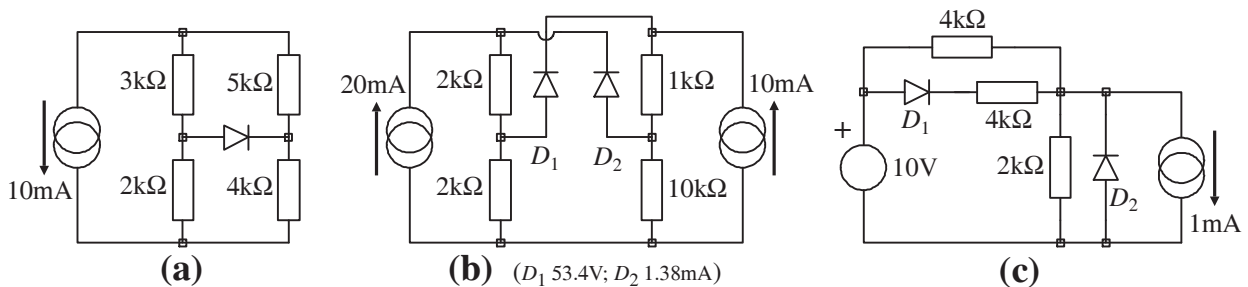 3kΩ
5kΩ
10mA
2kΩ
4kΩ
(a)
20mA
2kΩ
1kΩ
10mA
D1
D2
2kΩ
10kΩ
(b) (D1 53.4V; D2 1.38mA)
4kΩ
D1
4kΩ
+
10V
2kΩ
D2
1mA
(c)